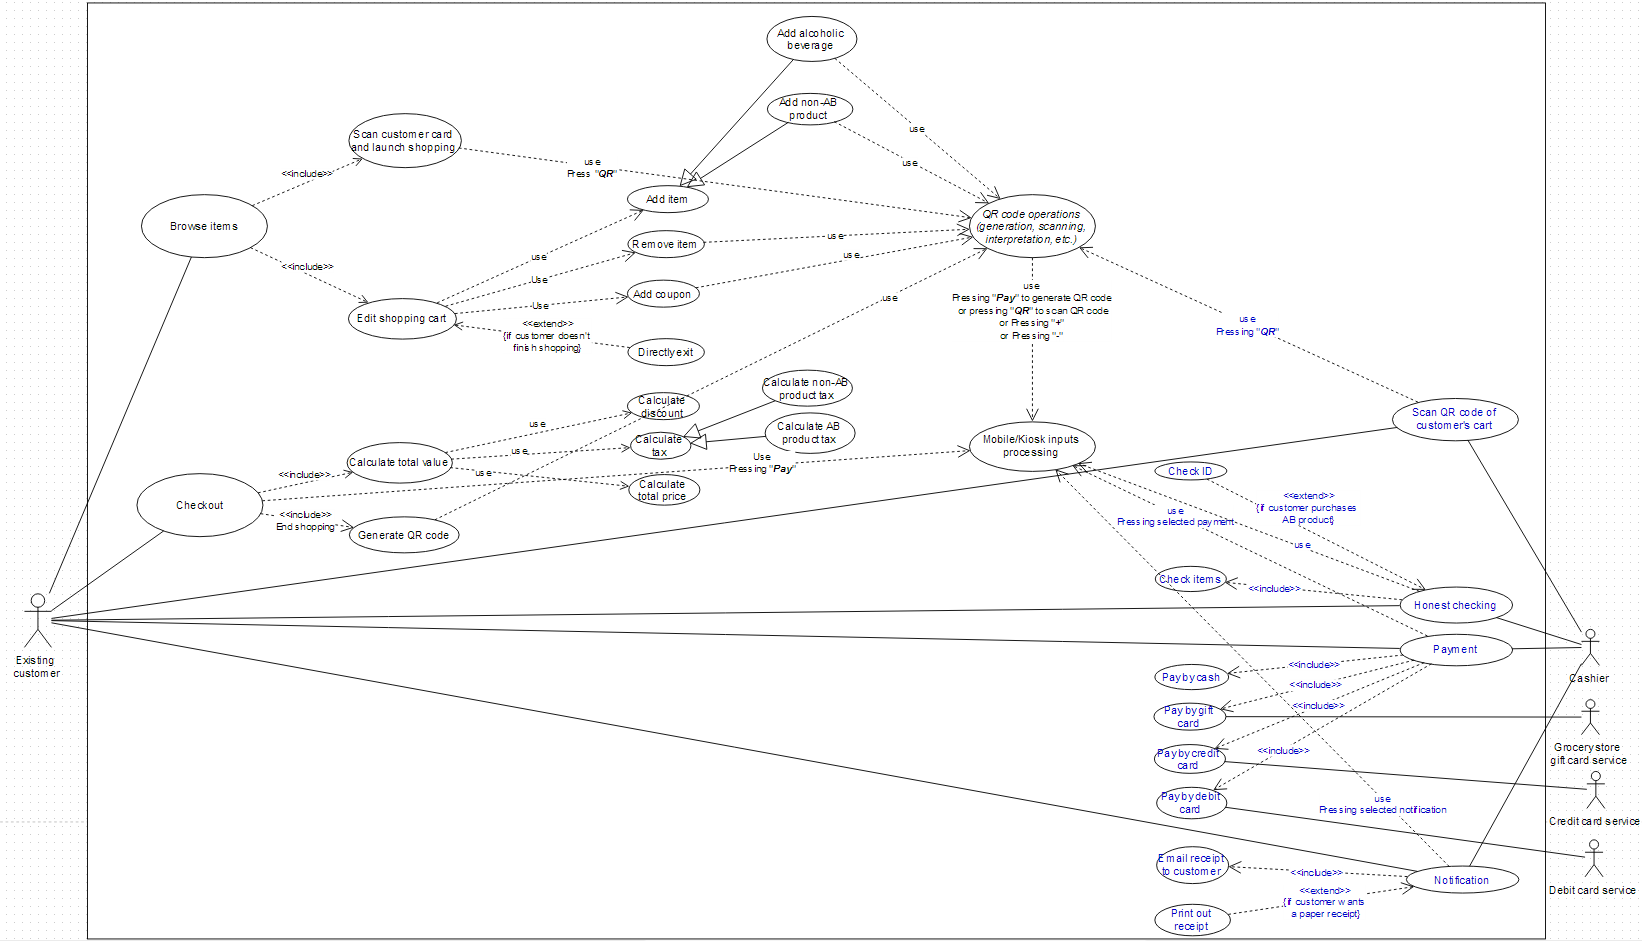 Add alcoholic
beverage
Add non-AB
product
use
Scan customer card
and launch shopping
use
Press "QR"
use
<<include>>
Add item
Browse items
QR code operations
(generation, scanning,
interpretation, etc.)
Remove item
use
use
<<include>>
use
Use
Add coupon
use
Use
Edit shopping cart
<<extend>>
{if customer doesn't
finish shopping}
Directly exit
use
Pressing "Pay" to generate QR code
or pressing "QR" to scan QR code
or Pressing "+"
or Pressing "-"
use
Pressing "QR"
Calculate non-AB
product tax
Calculate
discount
use
Calculate AB
product tax
Calculate
tax
use
Scan QR code of
customer's cart
Mobile/Kiosk inputs
processing
Calculate total value
<<include>>
use
Use
Pressing "Pay"
Calculate
total price
Check ID
Checkout
<<include>>
End shopping
Generate QR code
<<extend>>
{if customer purchases
AB product}
use
Pressing selected payment
use
Check items
<<include>>
Honest checking
Payment
Existing
customer
Cashier
<<include>>
Pay by cash
<<include>>
Pay by gift
card
<<include>>
Grocery store
gift card service
Pay by credit
card
<<include>>
Pay by debit
card
use
Pressing selected notification
Credit card service
Email receipt
to customer
<<include>>
Notification
<<extend>>
{if customer wants
a paper receipt}
Print out
receipt
Debit card service